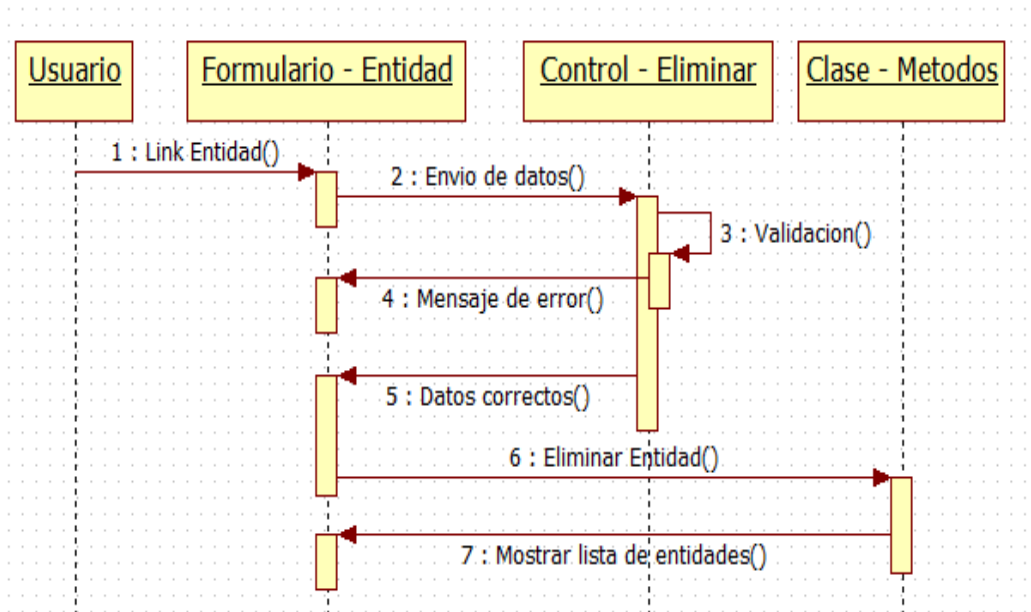 Usuario
Formulario - Entidad
Control - Eliminar
Clase - Metodos
1 : Link Entidad()
2 : Envio de datos()
3 : Validacion()
4 : Mensaje de error()
5 : Datos correctos()
6 : Eliminar Entidad()
7 : Mostrar lista de entidades()